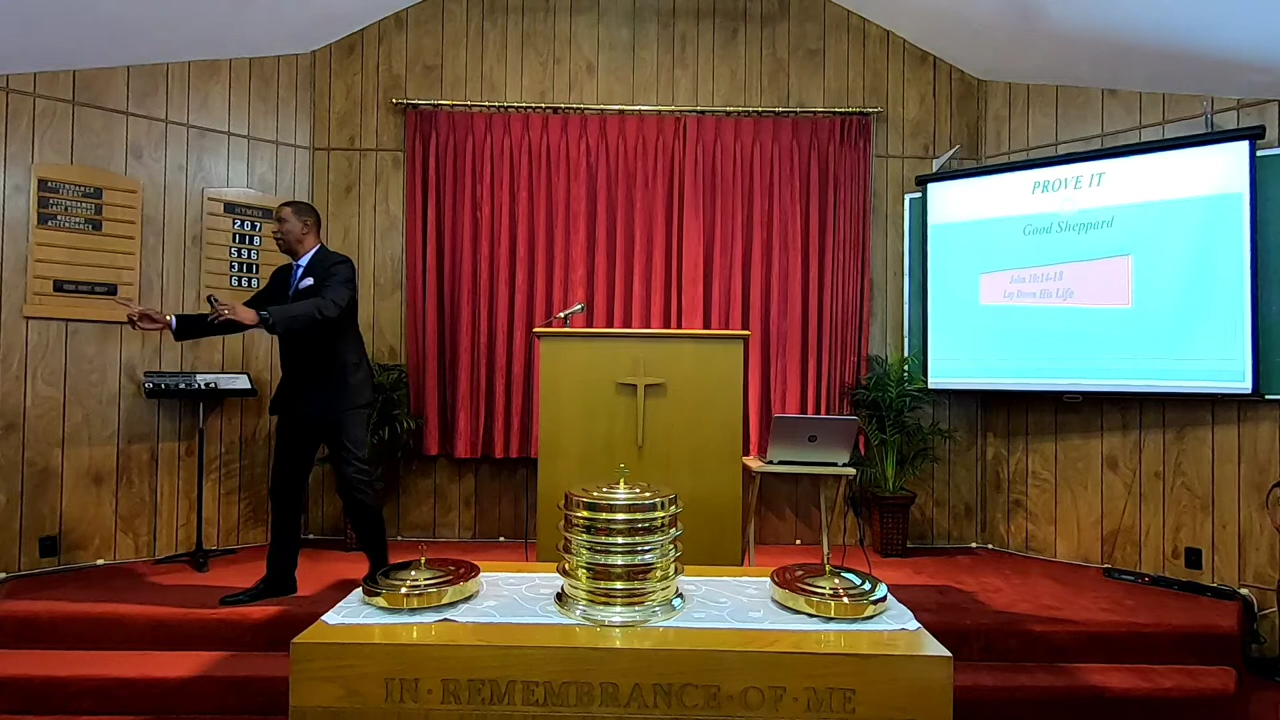 ATTENDANCE
TODAY
ATTENDANCE
LAST SUNDAY
RECORD
ATTENDANCE
HYMNS
207
118
596
311
668
PROVE IT
Good Sheppard
John 10:14-18
Lay Down His Life
hp
IN·REMEMBRANCE·OF·ME